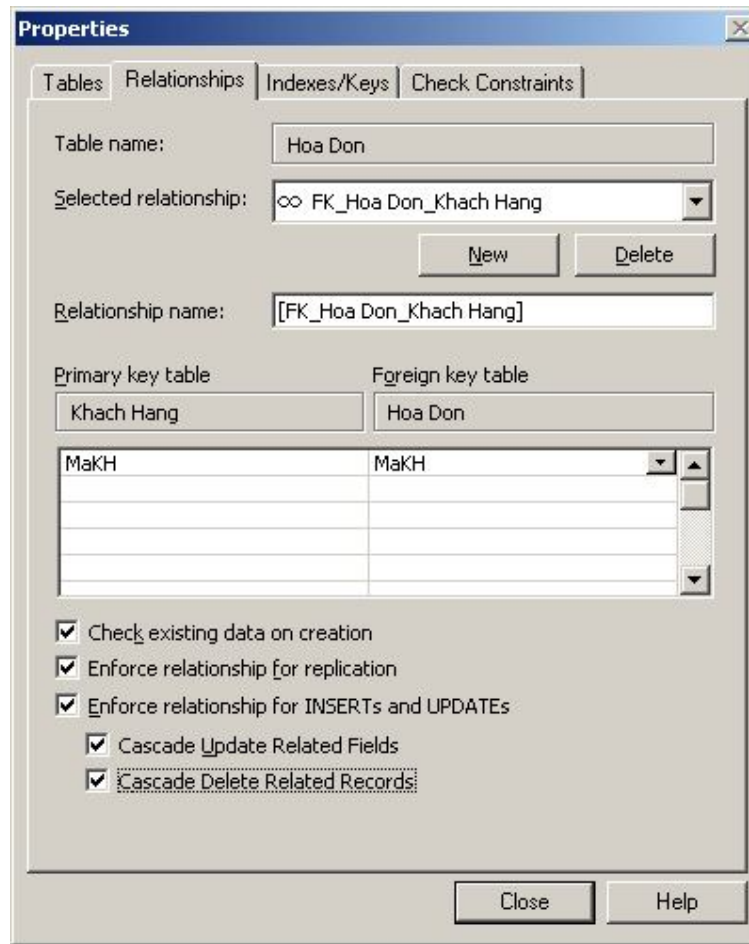 Properties
Tables Relationships Indexes/Keys Check Constraints
Table name: Hoa Don
Selected relationship: ∞ FK_Hoa Don_Khach Hang
New Delete
Relationship name: [FK_Hoa Don_Khach Hang]
Primary key table Foreign key table
Khach Hang Hoa Don
MaKH MaKH
Check existing data on creation
Enforce relationship for replication
Enforce relationship for INSERTs and UPDATEs
Cascade Update Related Fields
Cascade Delete Related Records
Close Help